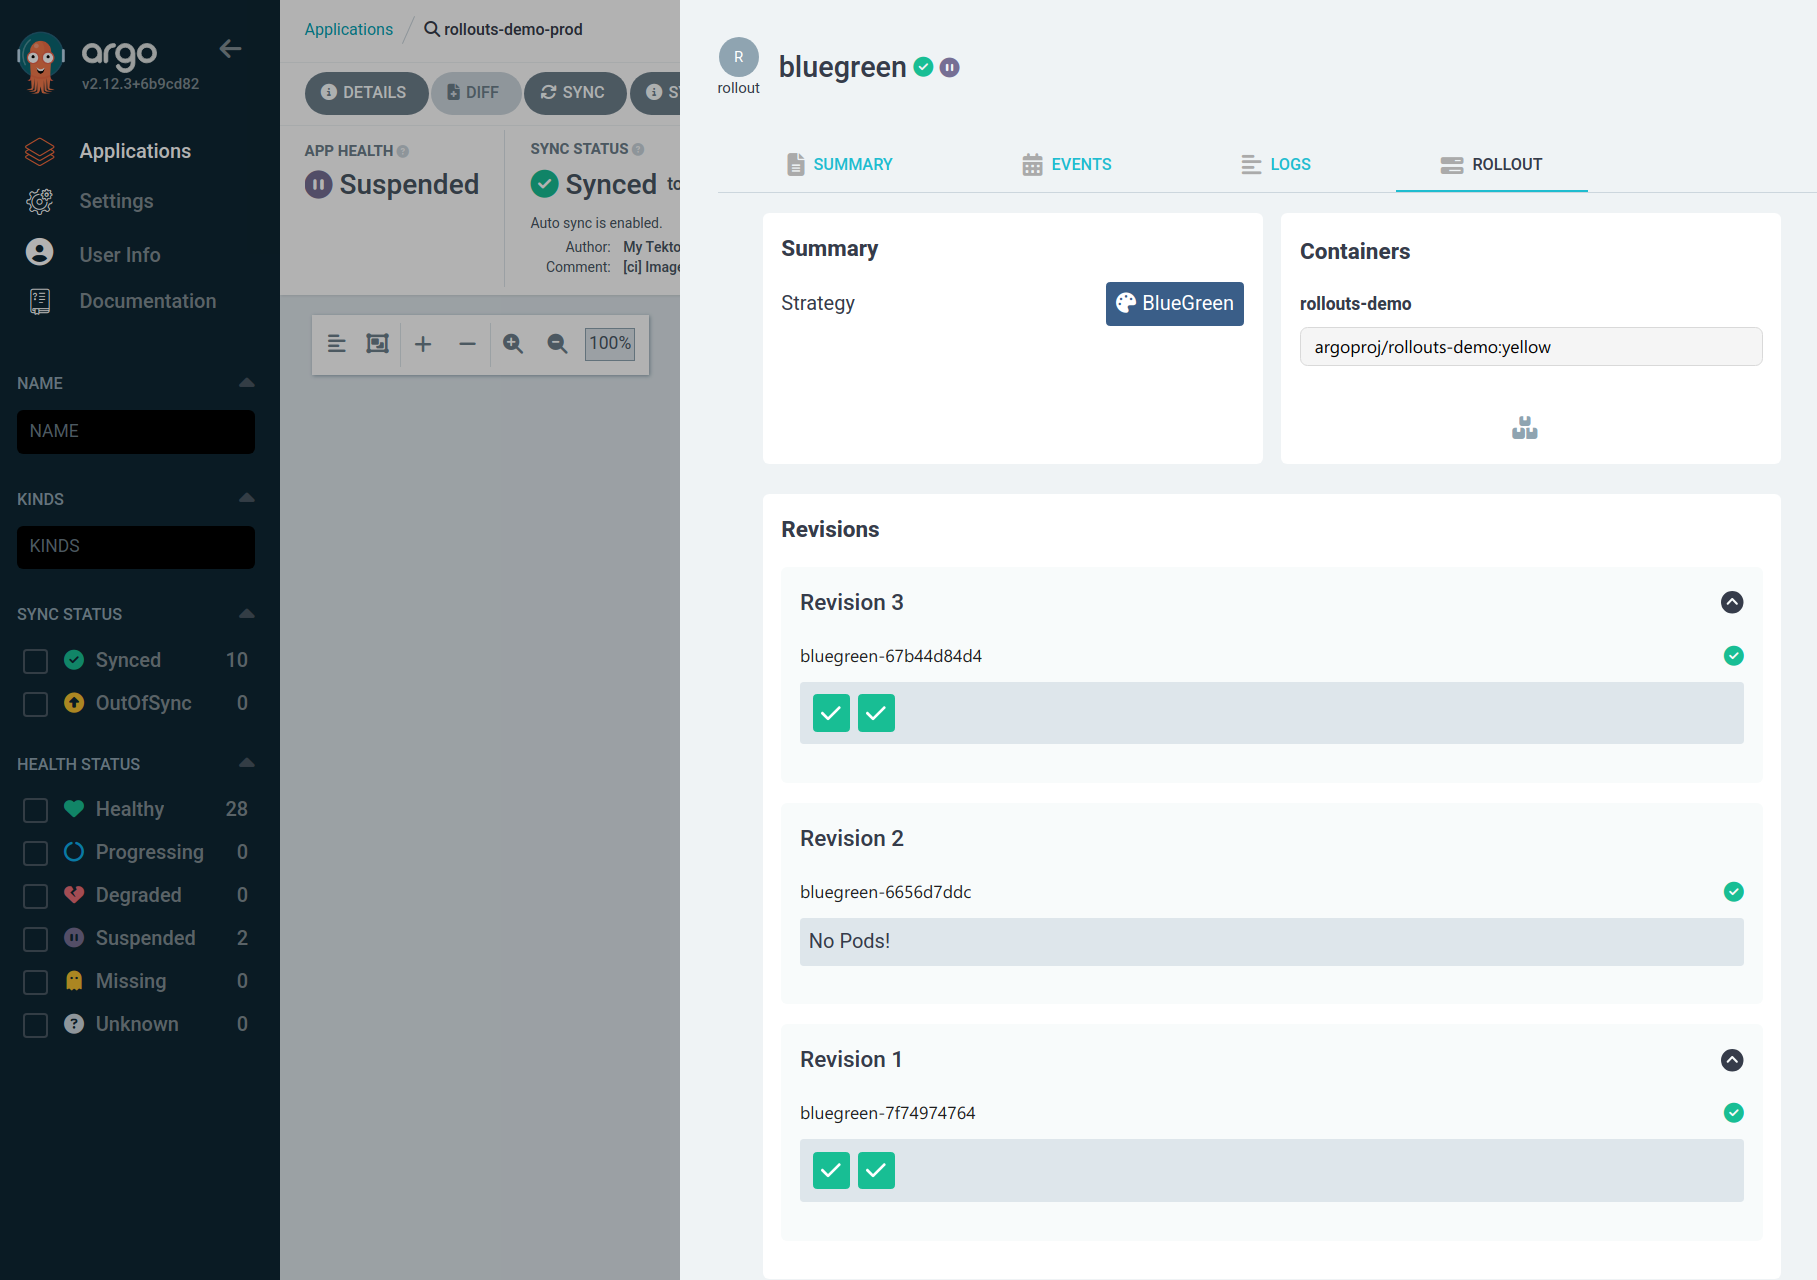 argo
v2.12.3+6b9cd82
Applications
Settings
User Info
Documentation
NAME
NAME
KINDS
KINDS
SYNC STATUS
Synced 10
OutOfSync 0
HEALTH STATUS
Healthy 28
Progressing 0
Degraded 0
Suspended 2
Missing 0
Unknown 0
Applications / rollouts-demo-prod
DETAILS DIFF SYNC
APP HEALTH
Suspended
SYNC STATUS
Synced to
Auto sync is enabled.
Author: My Tekto
Comment: [ci] Image
100%
R
rollout
bluegreen
SUMMARY EVENTS LOGS ROLLOUT
Summary
Strategy BlueGreen
Containers
rollouts-demo
argoproj/rollouts-demo:yellow
Revisions
Revision 3
bluegreen-67b44d84d4
Revision 2
bluegreen-6656d7ddc
No Pods!
Revision 1
bluegreen-7f74974764